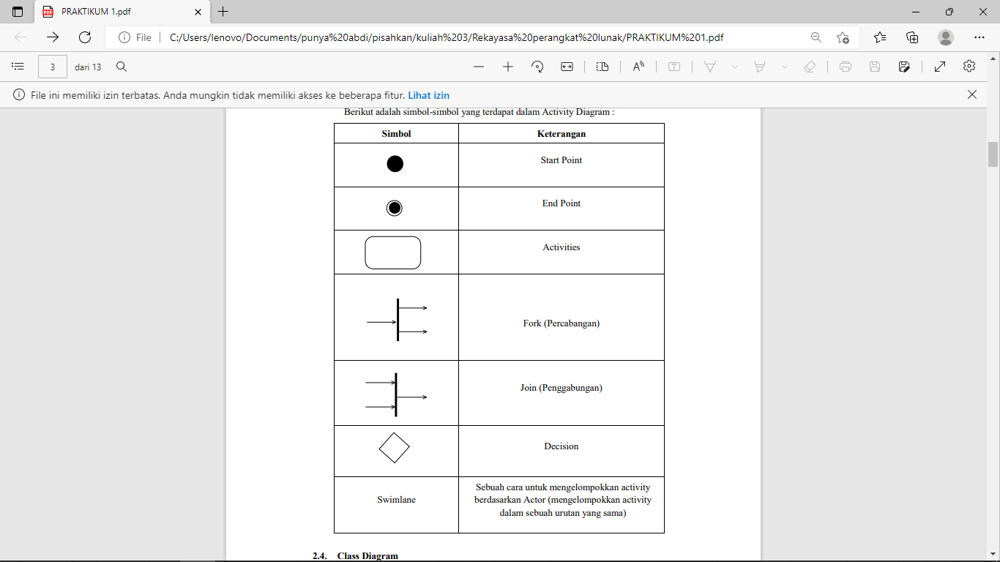 PRAKTIKUM 1.pdf
File
C:/Users/lenovo/Documents/punya%20abdi/pisahkan/kuliah%203/Rekayasa%20perangkat%20lunak/PRAKTIKUM%201.pdf
3 dari 13
File ini memiliki izin terbatas. Anda mungkin tidak memiliki akses ke beberapa fitur. Lihat izin
Berikut adalah simbol-simbol yang terdapat dalam Activity Diagram :
Simbol Keterangan
Start Point
End Point
Activities
Fork (Percabangan)
Join (Penggabungan)
Decision
Swimlane
Sebuah cara untuk mengelompokkan activity
berdasarkan Actor (mengelompokkan activity
dalam sebuah urutan yang sama)
2.4. Class Diagram